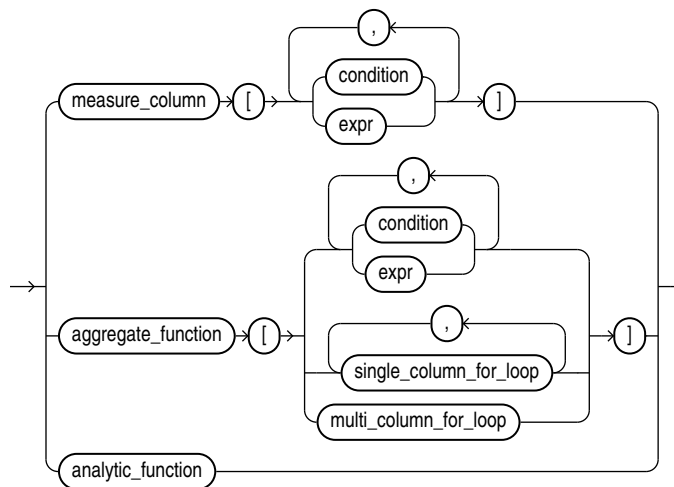 ,
condition
measure_column [ ]
expr
,
condition
expr
,
aggregate_function [ ]
single_column_for_loop
multi_column_for_loop
analytic_function